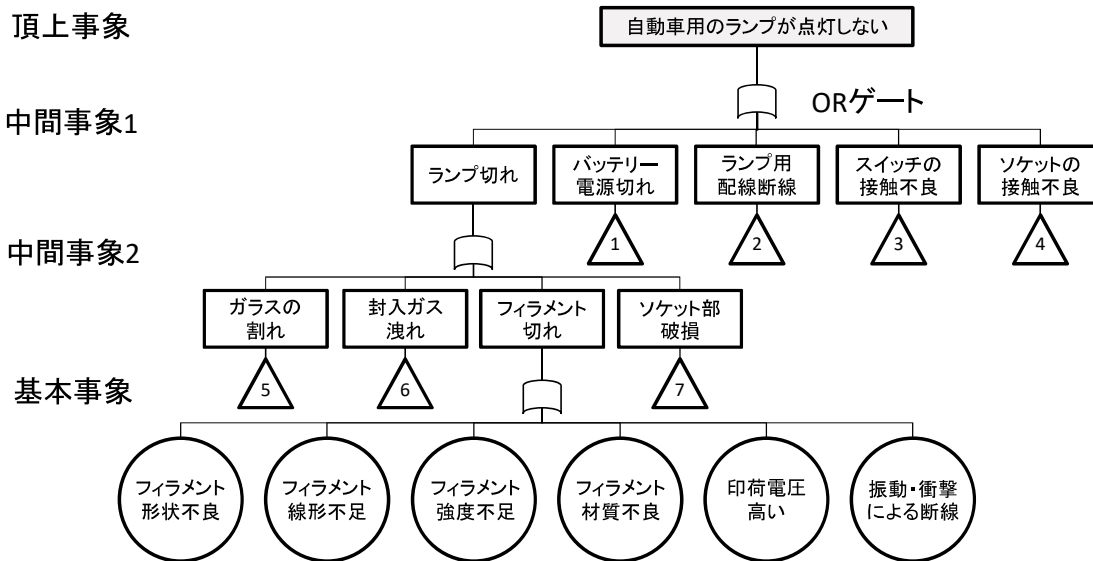 頂上事象
自動車用のランプが点灯しない
ORゲート
中間事象1
ランプ切れ
バッテリー
電源切れ
ランプ用
配線断線
スイッチの
接触不良
ソケットの
接触不良
1
2
3
4
中間事象2
ガラスの
割れ
封入ガス
洩れ
フィラメント
切れ
ソケット部
破損
5
6
7
基本事象
フィラメント
形状不良
フィラメント
線形不足
フィラメント
強度不足
フィラメント
材質不良
印荷電圧
高い
振動・衝撃
による断線